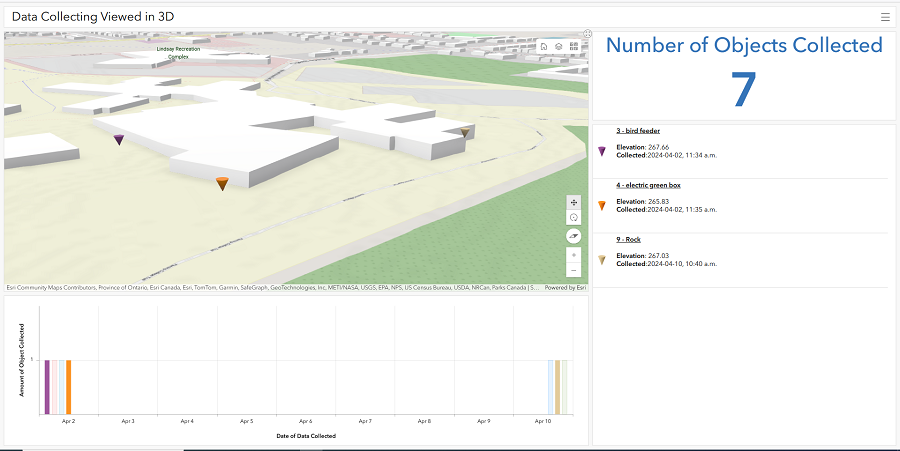 Data Collecting Viewed in 3D
Lindsay Recreation
Complex
Esri Community Maps Contributors, Province of Ontario, Esri Canada, Esri, TomTom, Garmin, SafeGraph, GeoTechnologies, Inc, METI/NASA, USGS, EPA, NPS, US Census Bureau, USDA, NRCan, Parks Canada | S... Powered by Esri
Number of Objects Collected
7
3 - bird feeder
Elevation: 267.66
Collected:2024-04-02, 11:34 a.m.
4 - electric green box
Elevation: 265.83
Collected:2024-04-02, 11:35 a.m.
9 - Rock
Elevation: 267.03
Collected:2024-04-10, 10:40 a.m.
Amount of Object Collected
1
Apr 2 Apr 3 Apr 4 Apr 5 Apr 6 Apr 7 Apr 8 Apr 9 Apr 10
Date of Data Collected